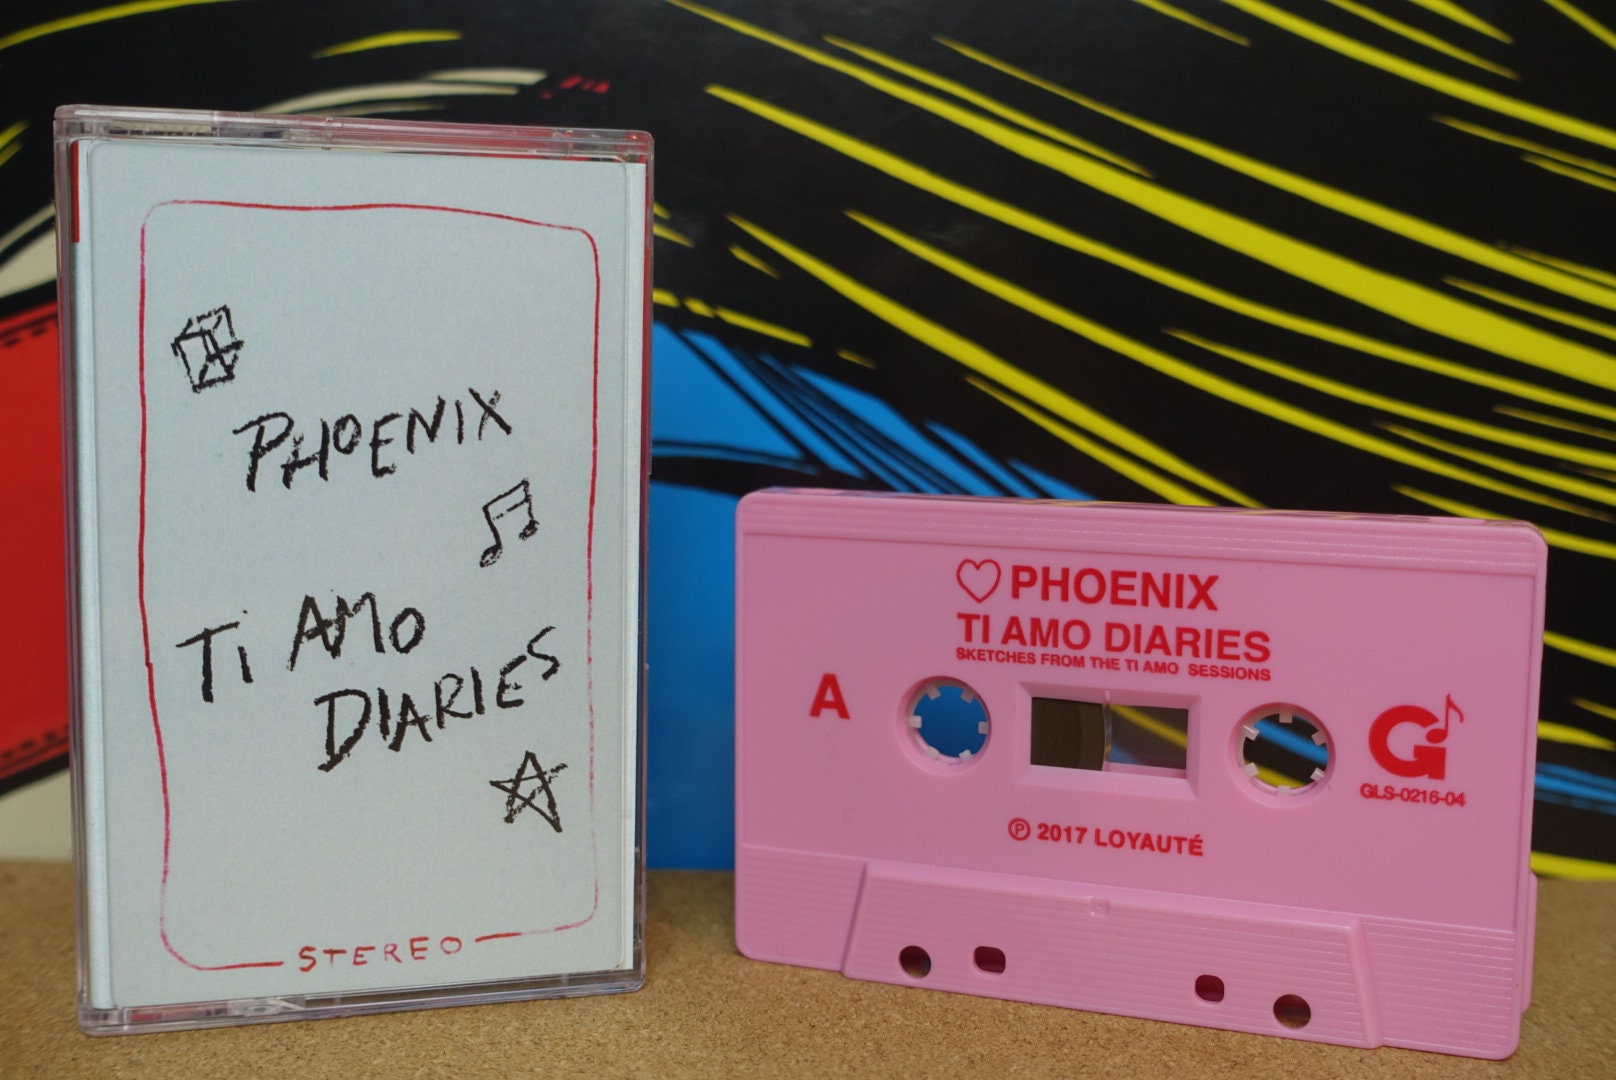 PHOENIX
TI AMO
DIARIES
STEREO
PHOENIX
TI AMO DIARIES
SKETCHES FROM THE TI AMO SESSIONS
A
G
GLS-0216-04
℗ 2017 LOYAUTÉ